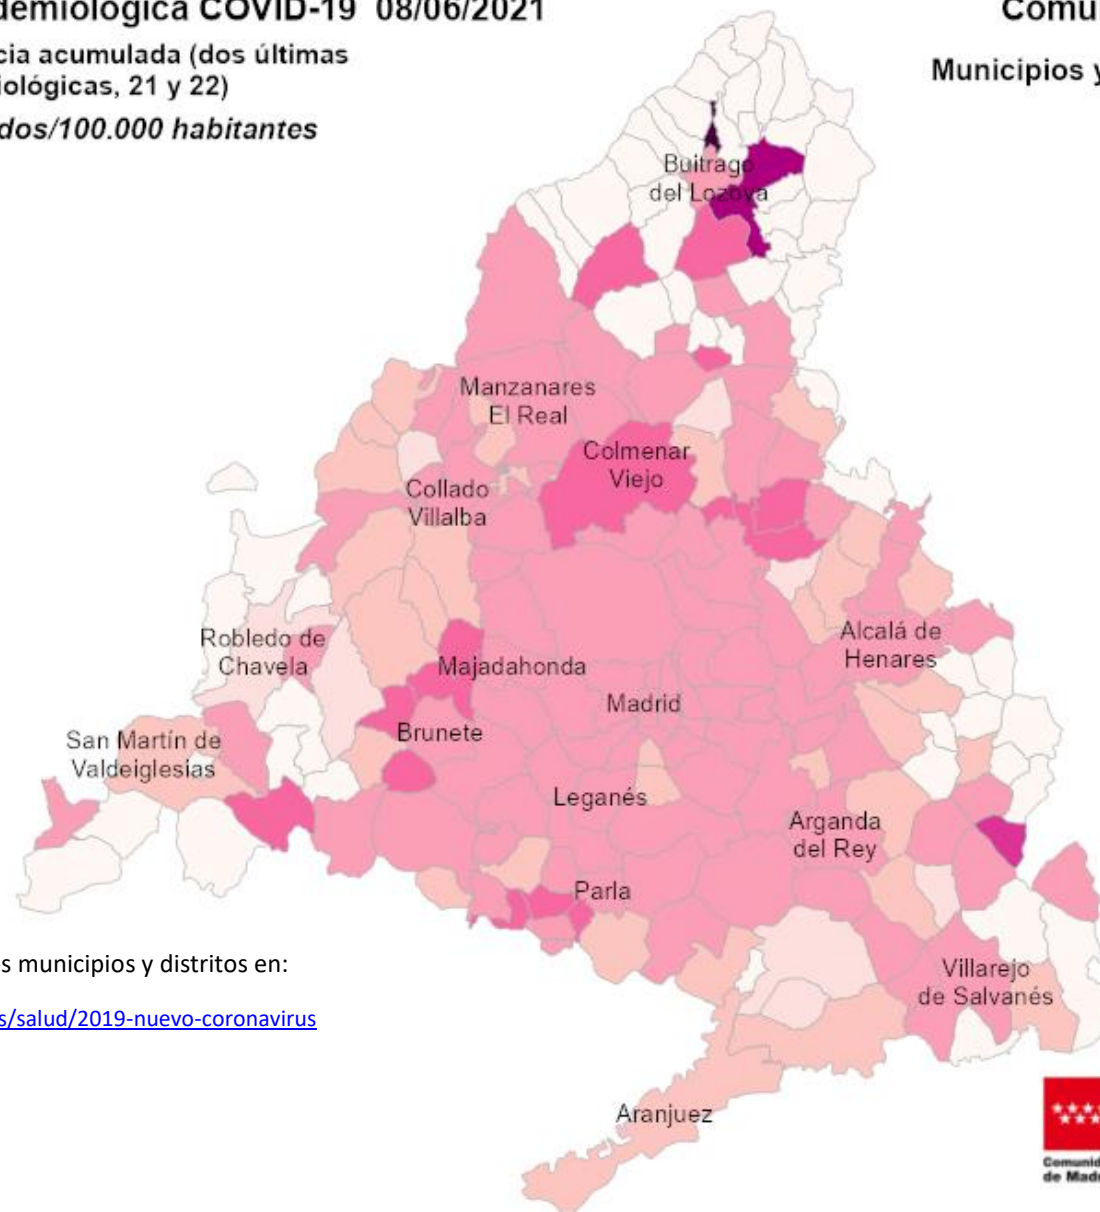 demiológica COVID-19 08/06/2021
Comu
cia acumulada (dos últimas
iológicas, 21 y 22)
Municipios y
dos/100.000 habitantes
Buitrago
del Lozoya
Manzanares
El Real
Colmenar
Viejo
Collado
Villalba
Robledo de
Chavela
Alcalá de
Henares
Majadahonda
Madrid
Brunete
San Martín de
Valdeiglesias
Leganés
Arganda
del Rey
Parla
s municipios y distritos en:
Villarejo
de Salvanés
s/salud/2019-nuevo-coronavirus
Aranjuez
Comunid
de Madr